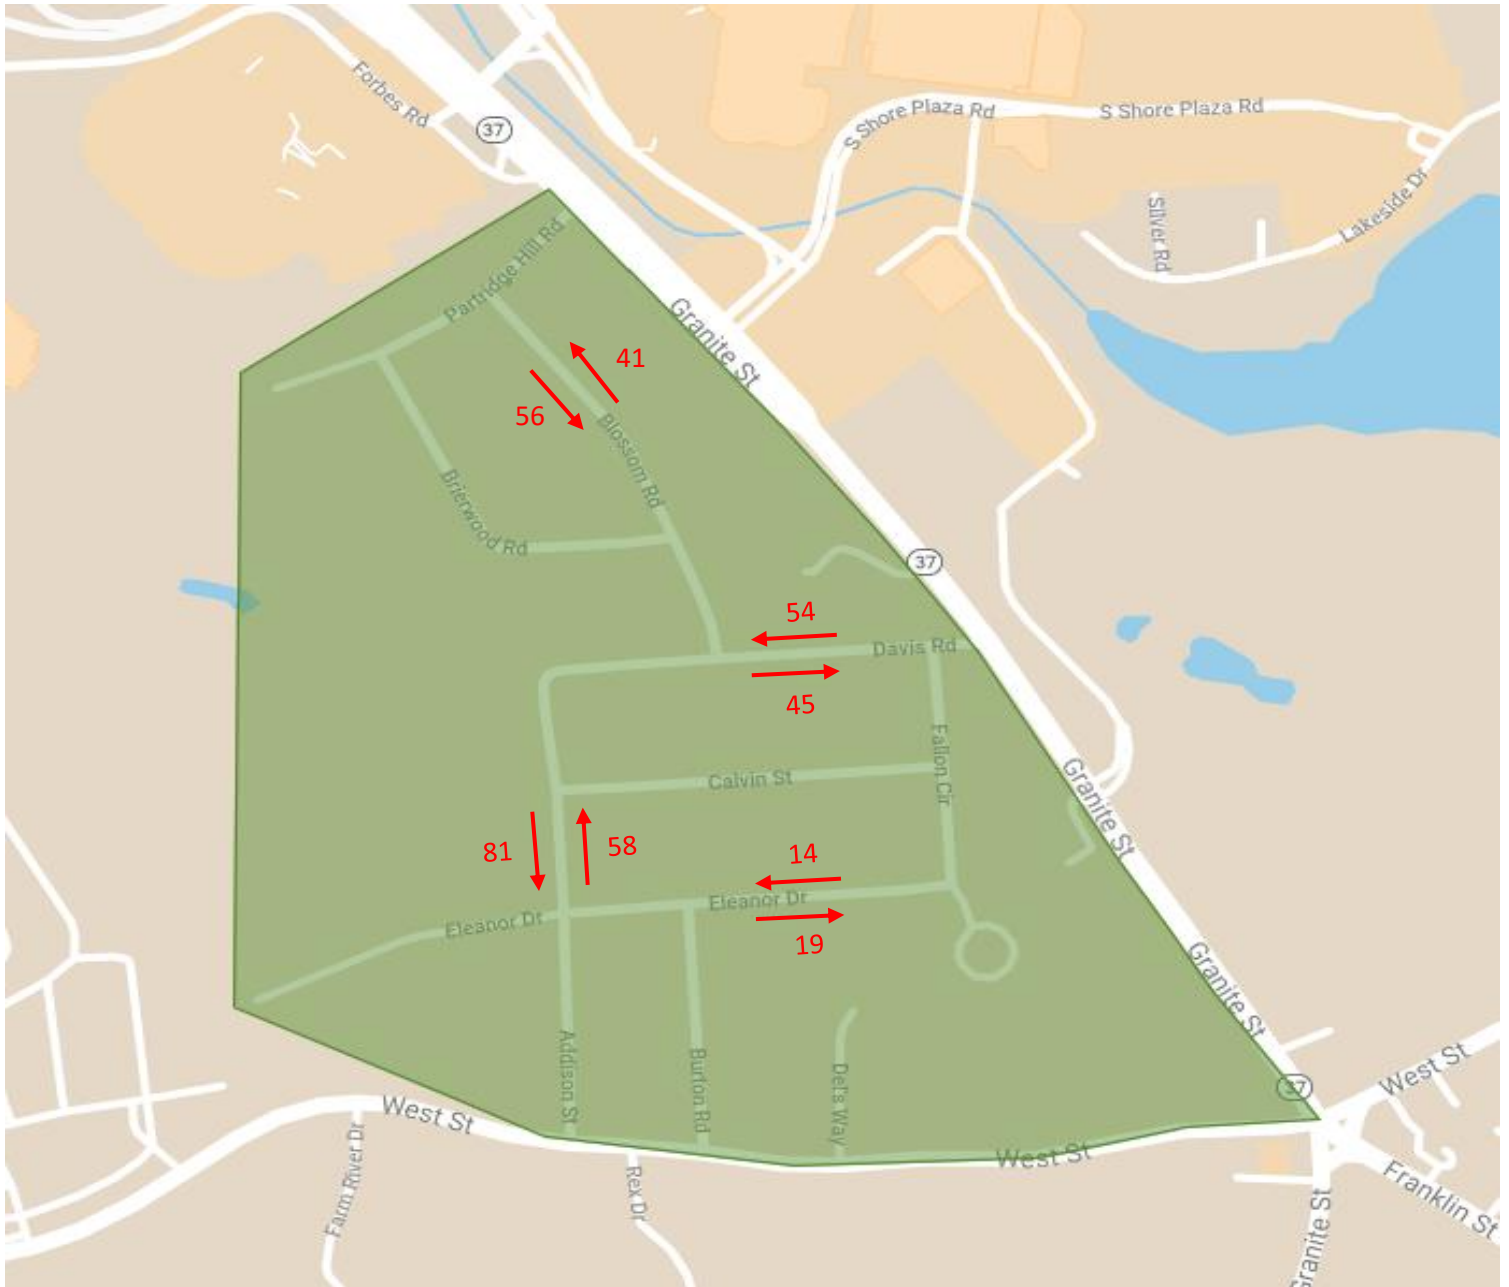 Forbes Rd
37
S Shore Plaza Rd
S Shore Plaza Rd
Silver Rd
Lakeside Dr
Partridge Hill Rd
Granite St
41
56
Blossom Rd
Brierwood Rd
37
54
Davis Rd
45
Fallon Cir
Calvin St
Granite St
81
58
14
Eleanor Dr
Eleanor Dr
19
Granite St
Addison St
Burton Rd
Del's Way
37
West St
West St
West St
Farm River Dr
Rex Dr
Granite St
Franklin St